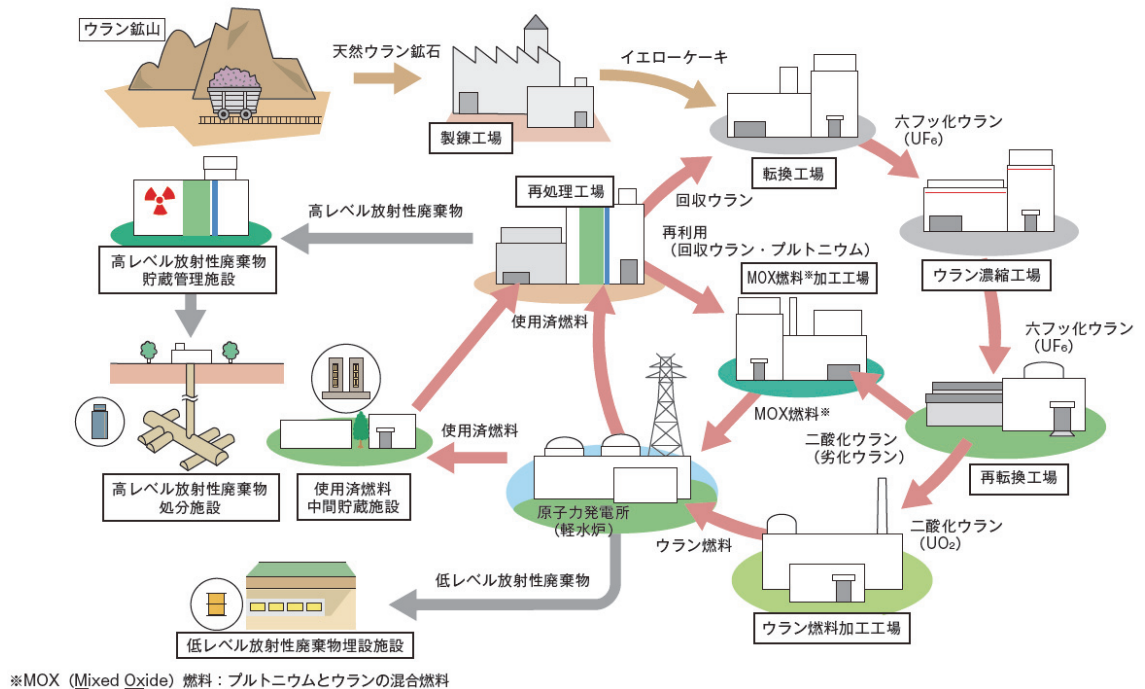 ウラン鉱山
天然ウラン鉱石
製錬工場
イエローケーキ
転換工場
六フッ化ウラン
(UF₆)
ウラン濃縮工場
六フッ化ウラン
(UF₆)
再転換工場
二酸化ウラン
(劣化ウラン)
二酸化ウラン
(UO₂)
ウラン燃料加工工場
ウラン燃料
原子力発電所
(軽水炉)
MOX燃料※加工工場
MOX燃料※
再処理工場
回収ウラン
再利用
(回収ウラン・プルトニウム)
使用済燃料
使用済燃料
使用済燃料
中間貯蔵施設
高レベル放射性廃棄物
高レベル放射性廃棄物
貯蔵管理施設
高レベル放射性廃棄物
処分施設
低レベル放射性廃棄物
低レベル放射性廃棄物埋設施設
※MOX (Mixed Oxide) 燃料:プルトニウムとウランの混合燃料